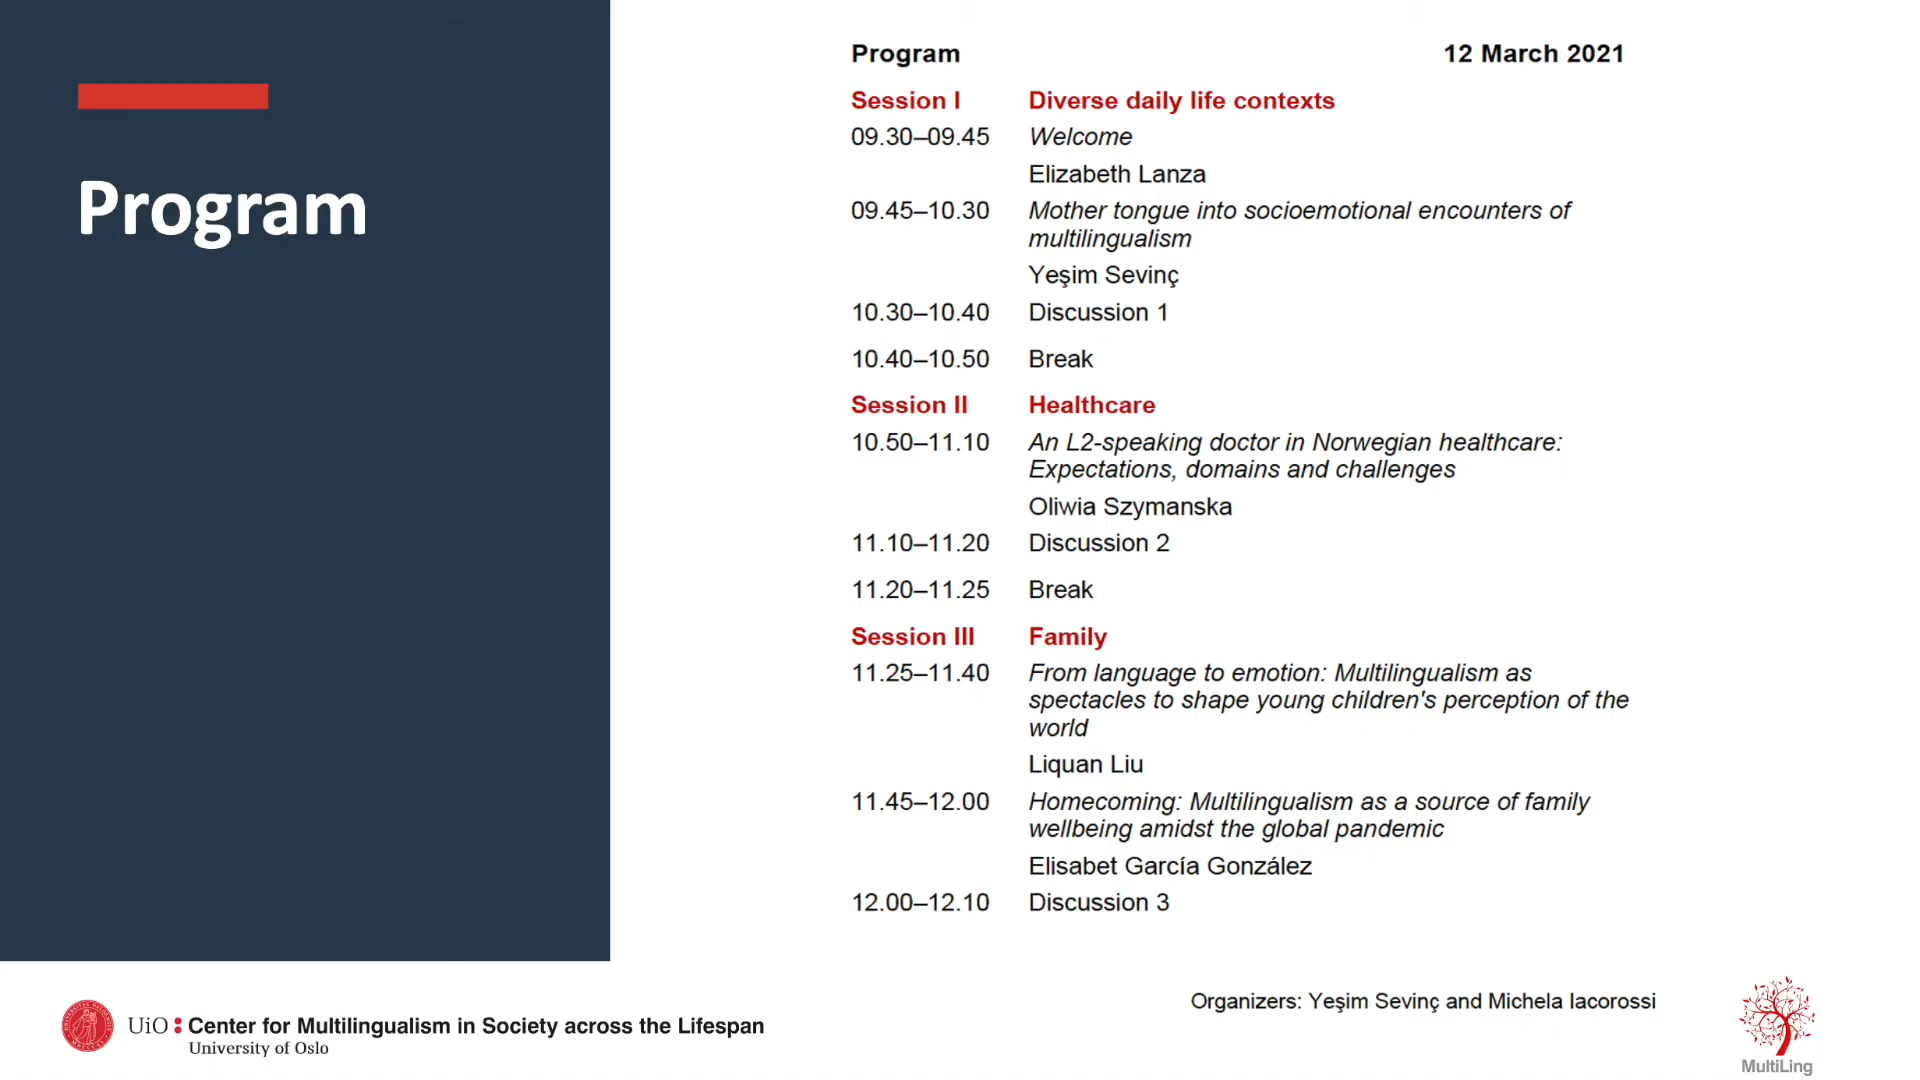 Program
Program 12 March 2021
Session I Diverse daily life contexts
09.30–09.45 Welcome
Elizabeth Lanza
09.45–10.30 Mother tongue into socioemotional encounters of
multilingualism
Yeşim Sevinç
10.30–10.40 Discussion 1
10.40–10.50 Break
Session II Healthcare
10.50–11.10 An L2-speaking doctor in Norwegian healthcare:
Expectations, domains and challenges
Oliwia Szymanska
11.10–11.20 Discussion 2
11.20–11.25 Break
Session III Family
11.25–11.40 From language to emotion: Multilingualism as
spectacles to shape young children's perception of the
world
Liquan Liu
11.45–12.00 Homecoming: Multilingualism as a source of family
wellbeing amidst the global pandemic
Elisabet García González
12.00–12.10 Discussion 3
Organizers: Yeşim Sevinç and Michela Iacorossi
UiO : Center for Multilingualism in Society across the Lifespan
University of Oslo
MultiLing